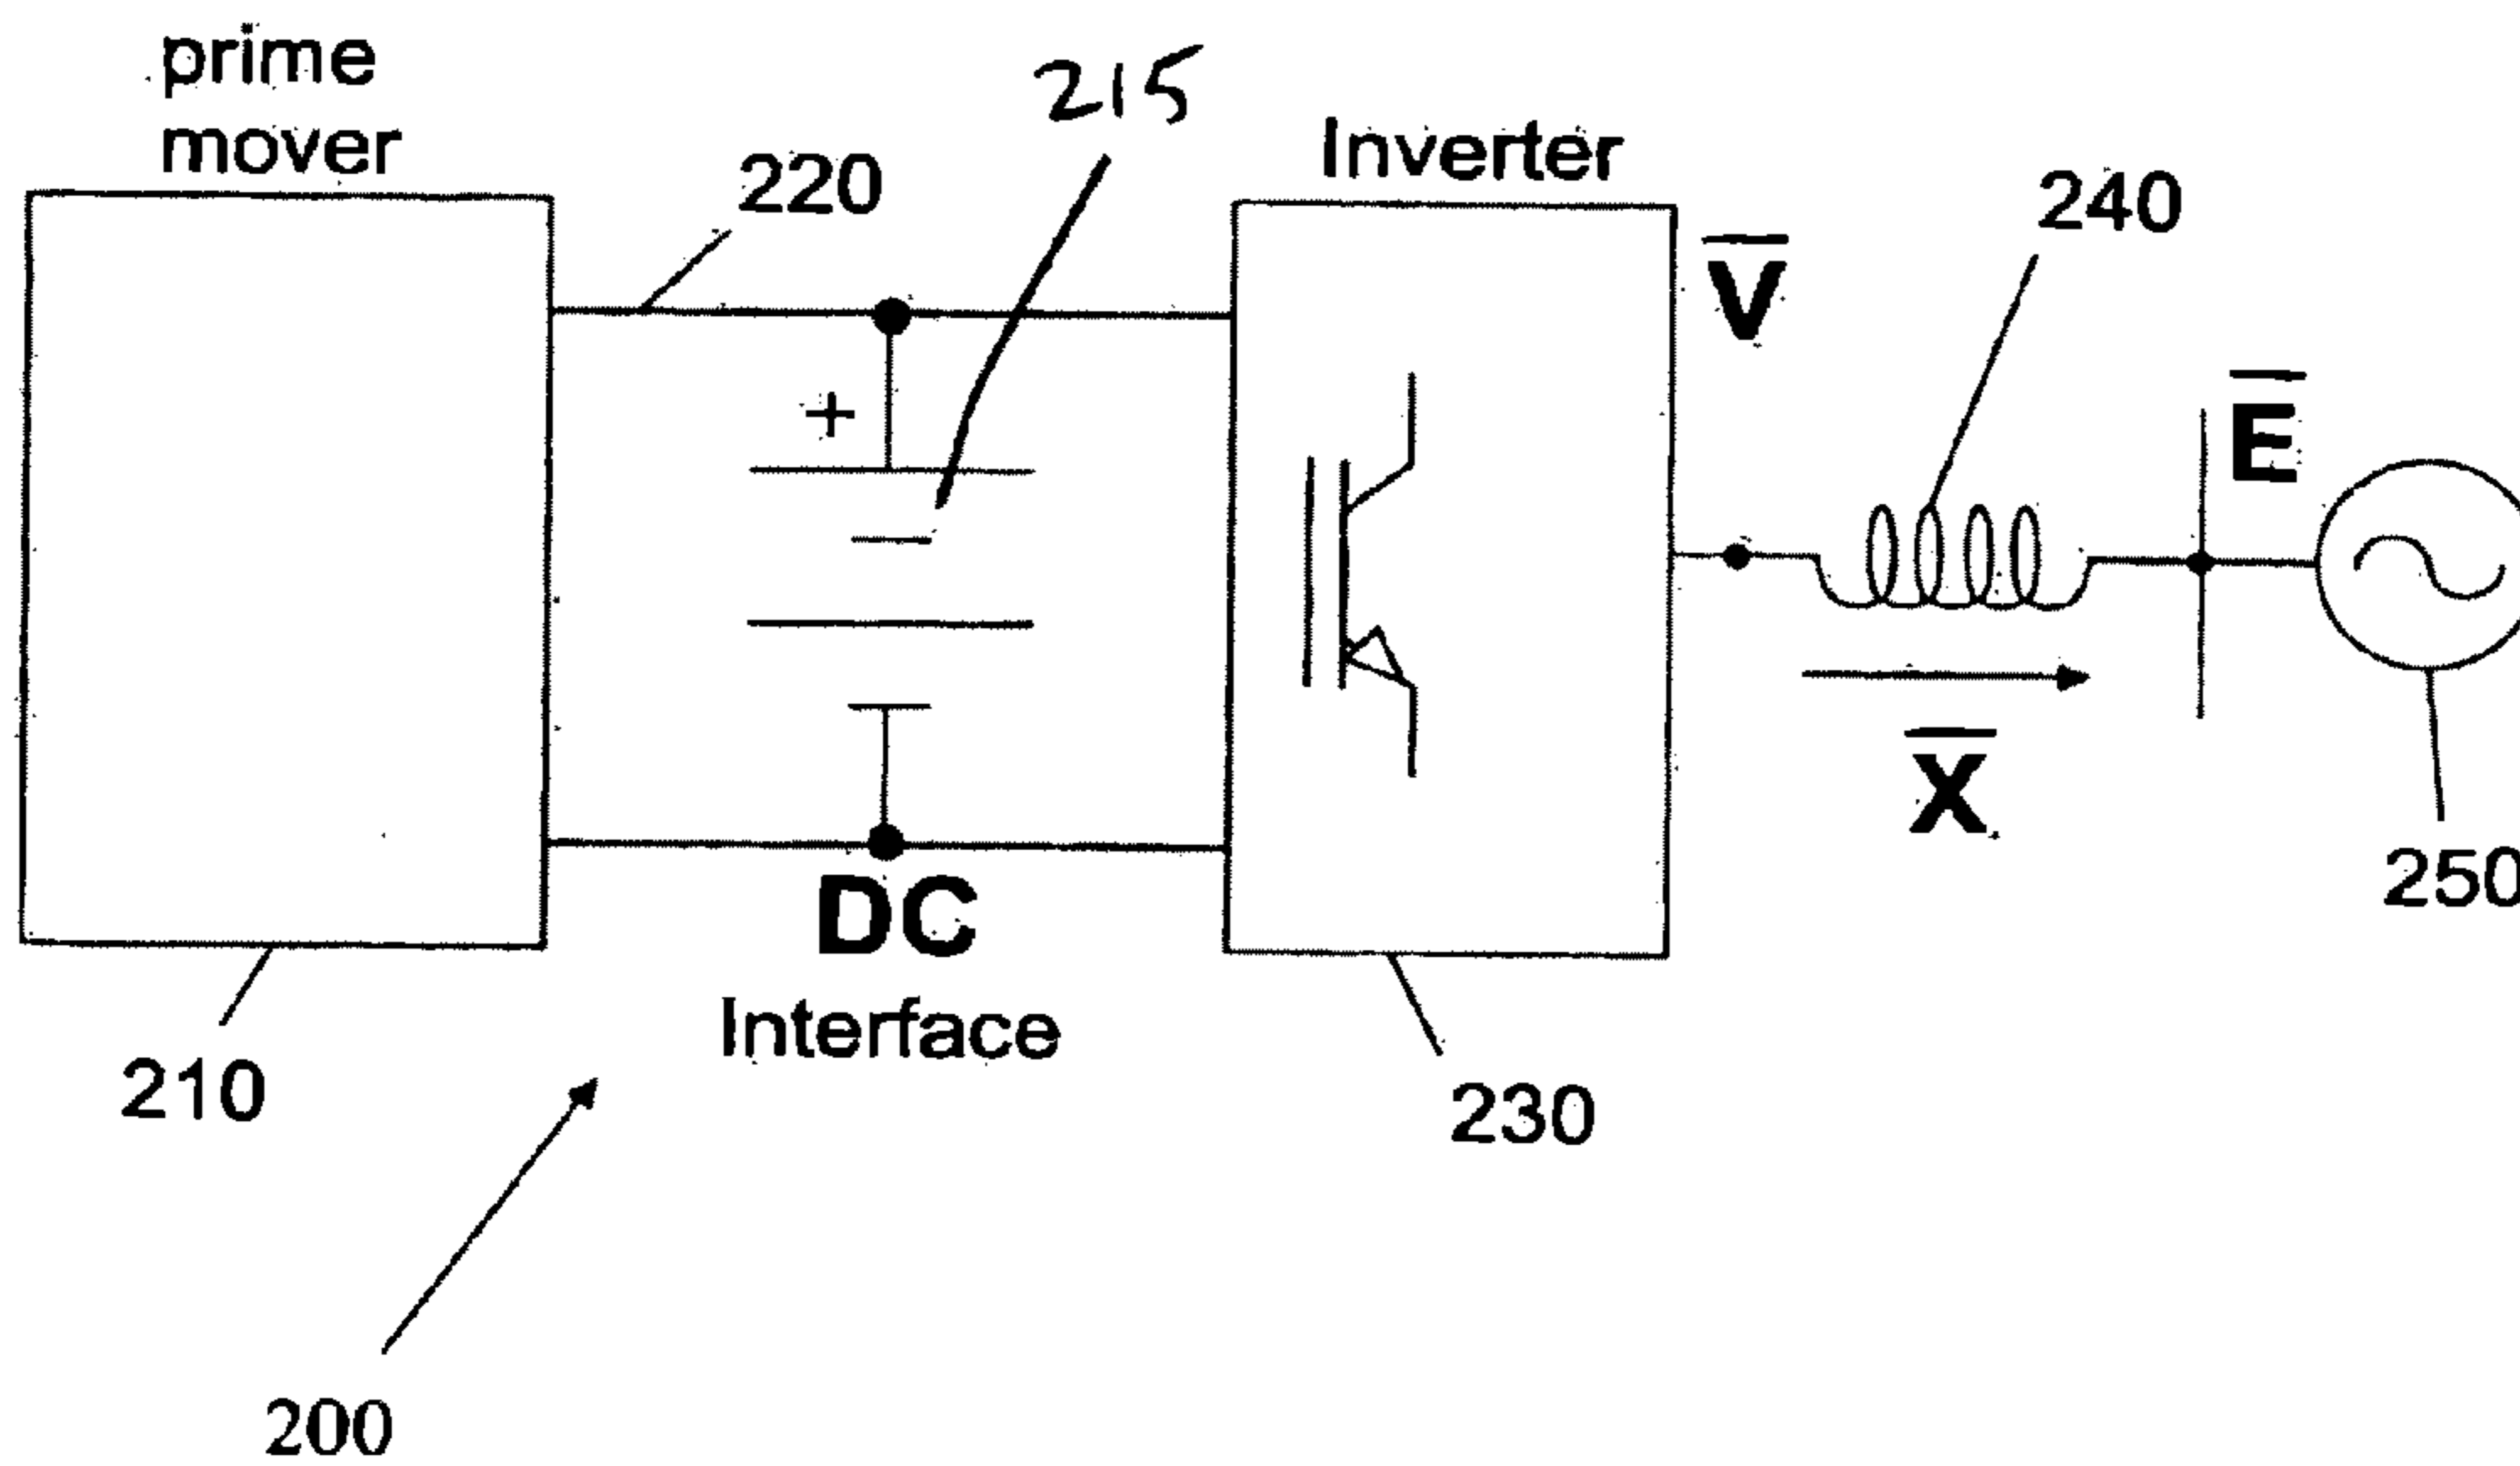 prime
mover
215
220
Inverter
240
V̅
E̅
+
X̅
250
DC
Interface
210
230
200